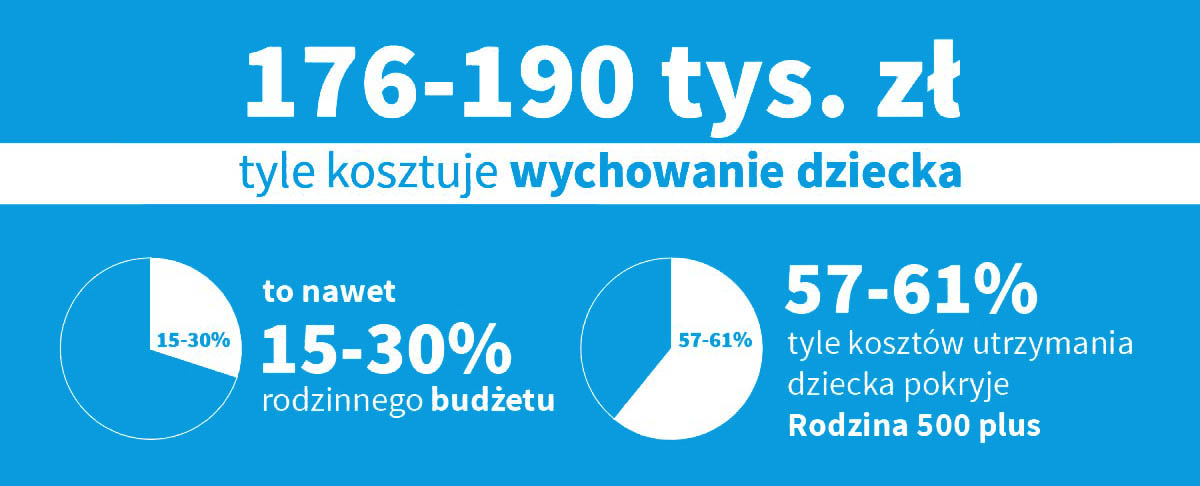 176-190 tys. zł
tyle kosztuje wychowanie dziecka
15-30%
to nawet
15-30%
rodzinnego budżetu
57-61%
57-61%
tyle kosztów utrzymania
dziecka pokryje
Rodzina 500 plus